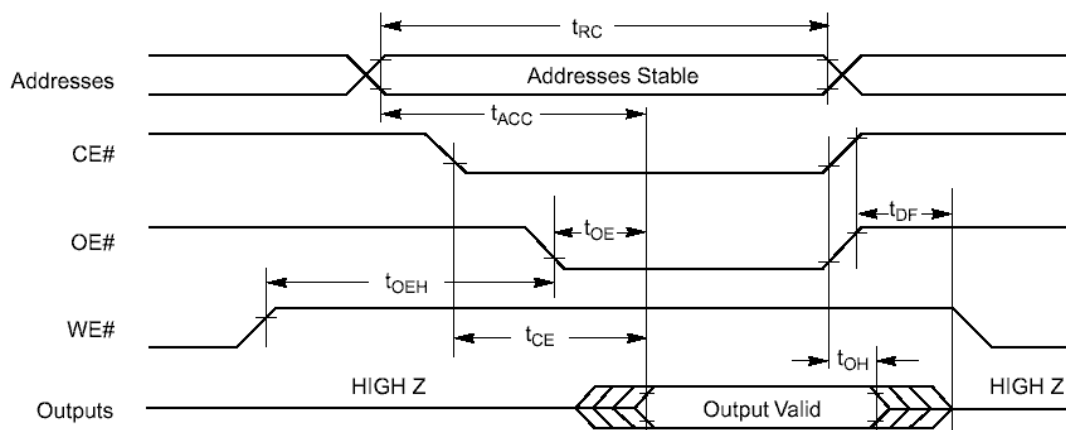 tRC
Addresses
Addresses Stable
tACC
CE#
tDF
OE#
tOE
tOEH
WE#
tCE
tOH
HIGH Z
HIGH Z
Outputs
Output Valid